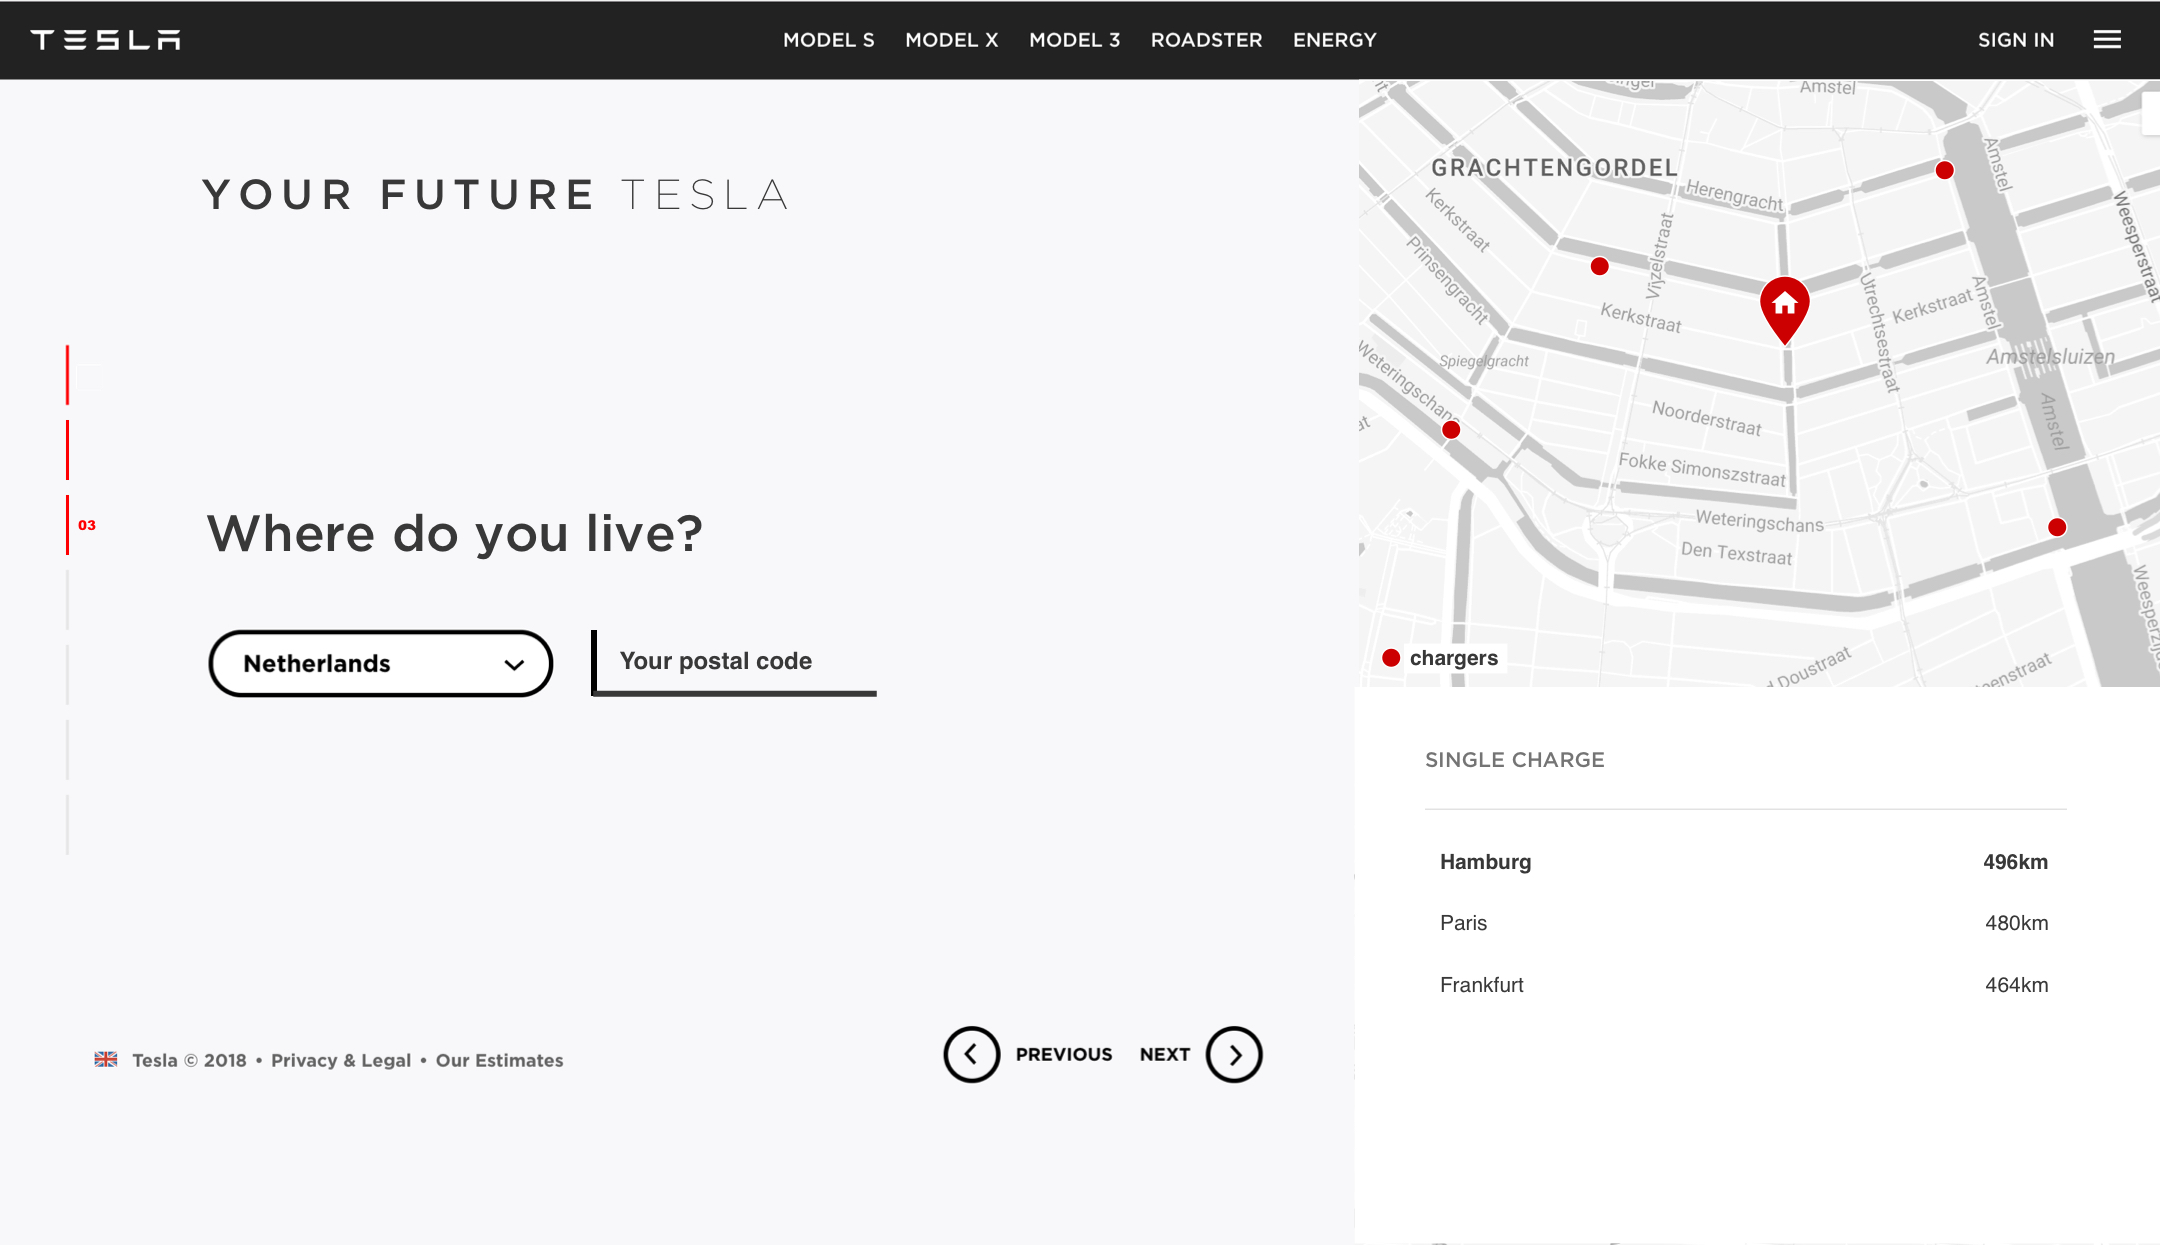 TESLA
MODEL S MODEL X MODEL 3 ROADSTER ENERGY
SIGN IN
YOUR FUTURE TESLA
03
Where do you live?
Netherlands
Your postal code
Tesla © 2018 • Privacy & Legal • Our Estimates
PREVIOUS NEXT
Amstel
GRACHTENGORDEL
Herengracht
Amstel
Weesperstraat
Kerkstraat
Prinsengracht
Vijzelstraat
Kerkstraat
Utrechtsestraat
Kerkstraat
Amstel
Amstelsluizen
Spiegelgracht
Weteringschans
Noorderstraat
Amstel
Fokke Simonszstraat
Weteringschans
Den Texstraat
chargers
SINGLE CHARGE
Hamburg 496km
Paris 480km
Frankfurt 464km